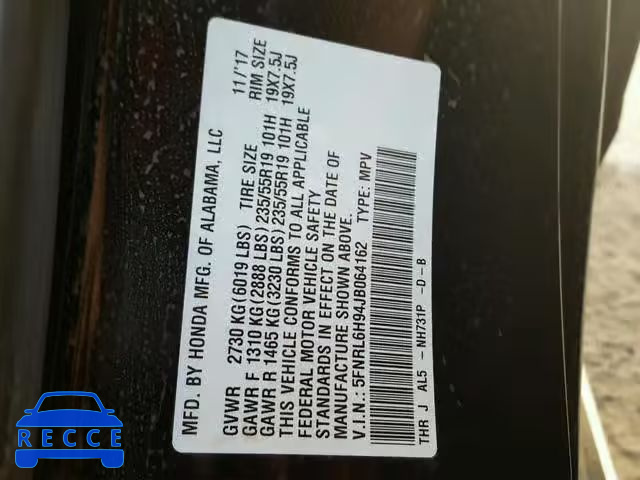 MFD. BY HONDA MFG. OF ALABAMA, LLC 11/'17
GVWR 2730 KG(6019 LBS) TIRE SIZE RIM SIZE
GAWR F 1310 KG(2888 LBS)235/55R19 101H 19X7.5J
GAWR R 1465 KG(3230 LBS)235/55R19 101H 19X7.5J
THIS VEHICLE CONFORMS TO ALL APPLICABLE
FEDERAL MOTOR VEHICLE SAFETY
STANDARDS IN EFFECT ON THE DATE OF
MANUFACTURE SHOWN ABOVE.
V.I.N.: 5FNRL6H94JB064162 TYPE: MPV
THR J AL5 - NH731P -D-B
RECCE